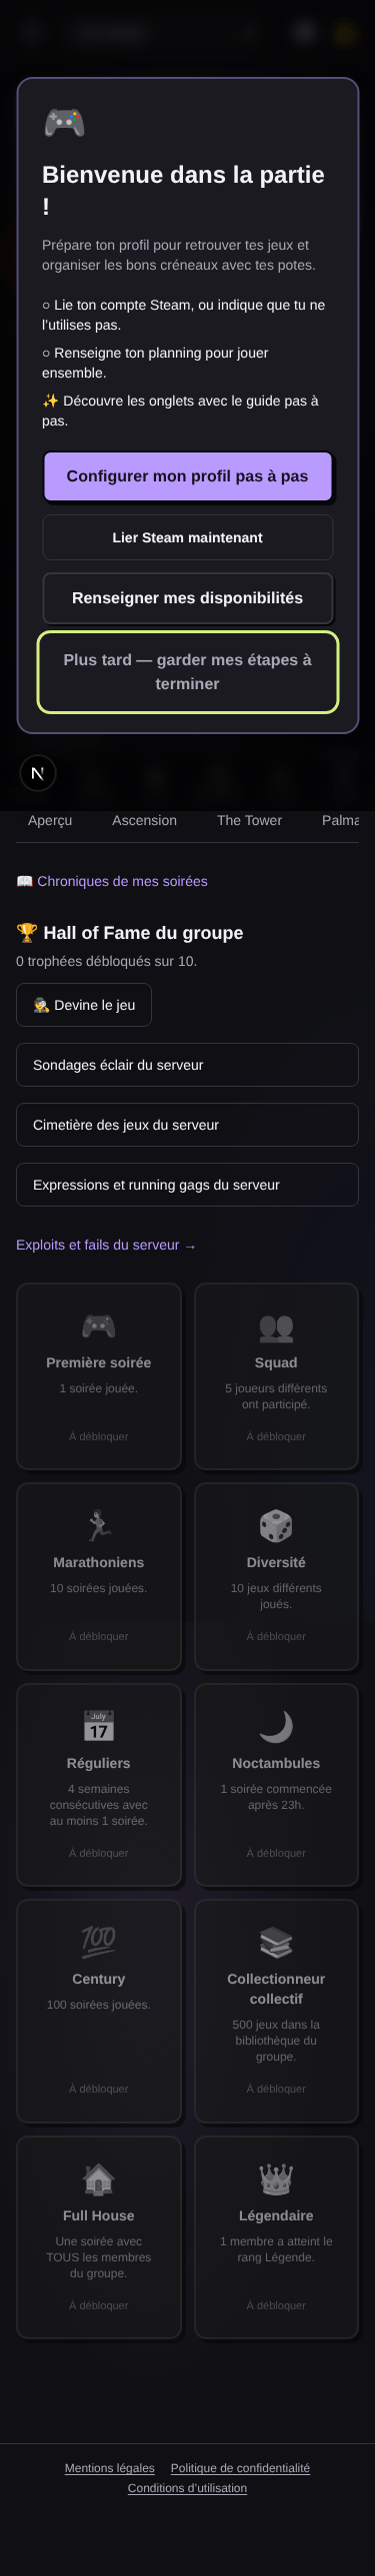 Bienvenue dans la partie
!
Prépare ton profil pour retrouver tes jeux et
organiser les bons créneaux avec tes potes.
○ Lie ton compte Steam, ou indique que tu ne
l’utilises pas.
○ Renseigne ton planning pour jouer
ensemble.
✨ Découvre les onglets avec le guide pas à
pas.
Configurer mon profil pas à pas
Lier Steam maintenant
Renseigner mes disponibilités
Plus tard — garder mes étapes à
terminer
N
Aperçu Ascension The Tower Palma
📖 Chroniques de mes soirées
🏆 Hall of Fame du groupe
0 trophées débloqués sur 10.
🕵️ Devine le jeu
Sondages éclair du serveur
Cimetière des jeux du serveur
Expressions et running gags du serveur
Exploits et fails du serveur →
Première soirée
1 soirée jouée.
À débloquer
Squad
5 joueurs différents
ont participé.
À débloquer
Marathoniens
10 soirées jouées.
À débloquer
Diversité
10 jeux différents
joués.
À débloquer
July
17
Réguliers
4 semaines
consécutives avec
au moins 1 soirée.
À débloquer
Noctambules
1 soirée commencée
après 23h.
À débloquer
100
Century
100 soirées jouées.
À débloquer
Collectionneur
collectif
500 jeux dans la
bibliothèque du
groupe.
À débloquer
Full House
Une soirée avec
TOUS les membres
du groupe.
À débloquer
Légendaire
1 membre a atteint le
rang Légende.
À débloquer
Mentions légales Politique de confidentialité
Conditions d’utilisation